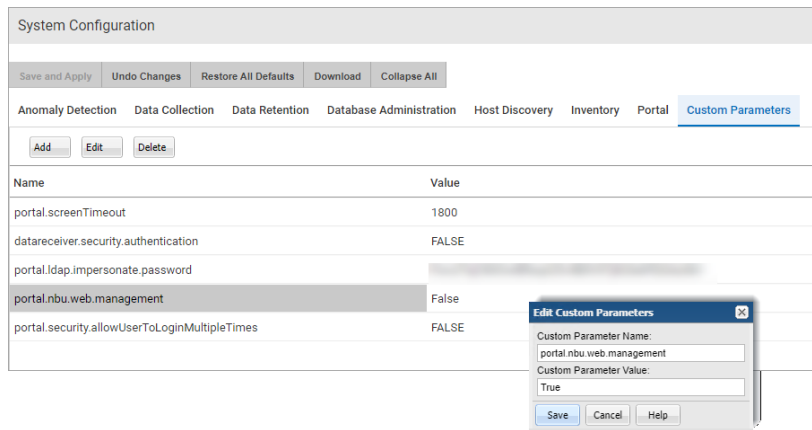 System Configuration
Save and Apply Undo Changes Restore All Defaults Download Collapse All
Anomaly Detection Data Collection Data Retention Database Administration Host Discovery Inventory Portal Custom Parameters
Add Edit Delete
Name Value
portal.screenTimeout 1800
datareceiver.security.authentication FALSE
portal.ldap.impersonate.password
portal.nbu.web.management False
portal.security.allowUserToLoginMultipleTimes FALSE
Edit Custom Parameters
Custom Parameter Name:
portal.nbu.web.management
Custom Parameter Value:
True
Save Cancel Help